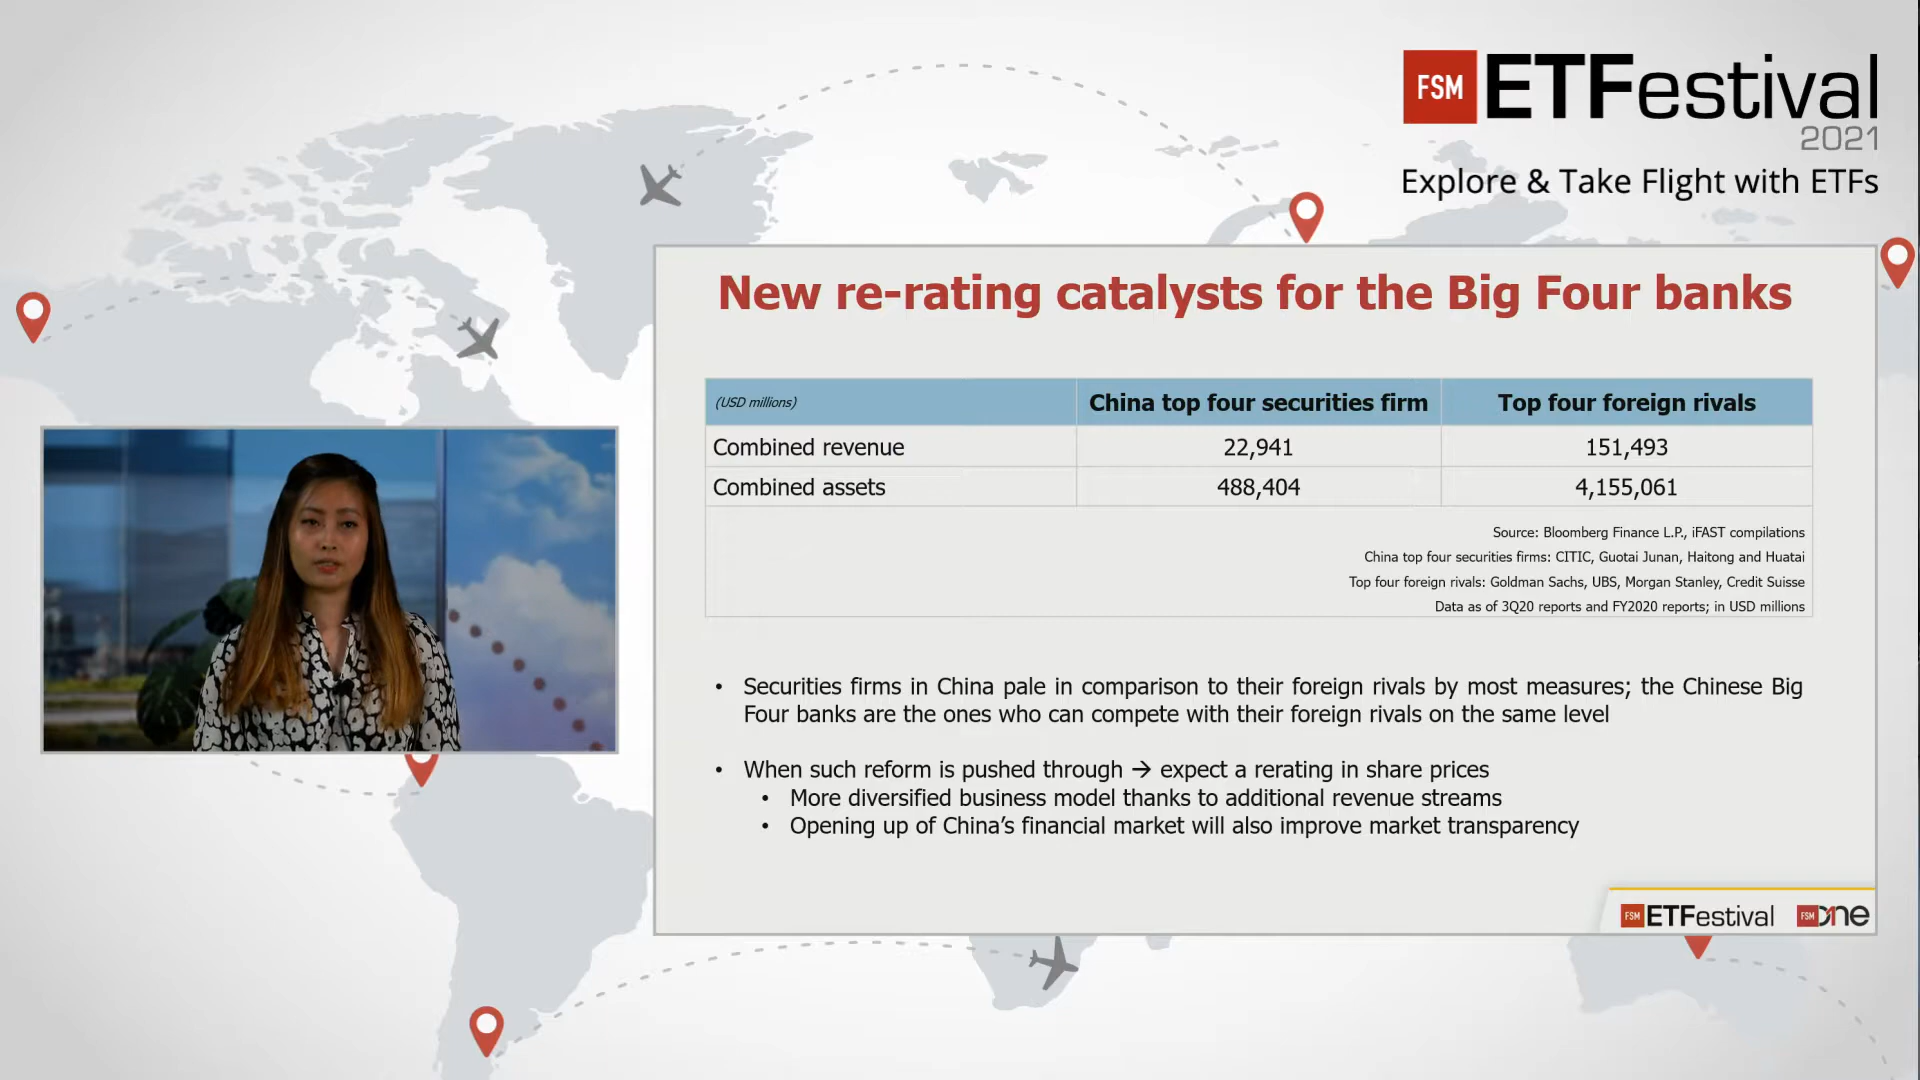 FSM ETFestival
2021
Explore & Take Flight with ETFs
New re-rating catalysts for the Big Four banks
(USD millions) China top four securities firm Top four foreign rivals
Combined revenue 22,941 151,493
Combined assets 488,404 4,155,061
Source: Bloomberg Finance L.P., iFAST compilations
China top four securities firms: CITIC, Guotai Junan, Haitong and Huatai
Top four foreign rivals: Goldman Sachs, UBS, Morgan Stanley, Credit Suisse
Data as of 3Q20 reports and FY2020 reports; in USD millions
• Securities firms in China pale in comparison to their foreign rivals by most measures; the Chinese Big
Four banks are the ones who can compete with their foreign rivals on the same level
• When such reform is pushed through → expect a rerating in share prices
• More diversified business model thanks to additional revenue streams
• Opening up of China’s financial market will also improve market transparency
FSM ETFestival FSM One